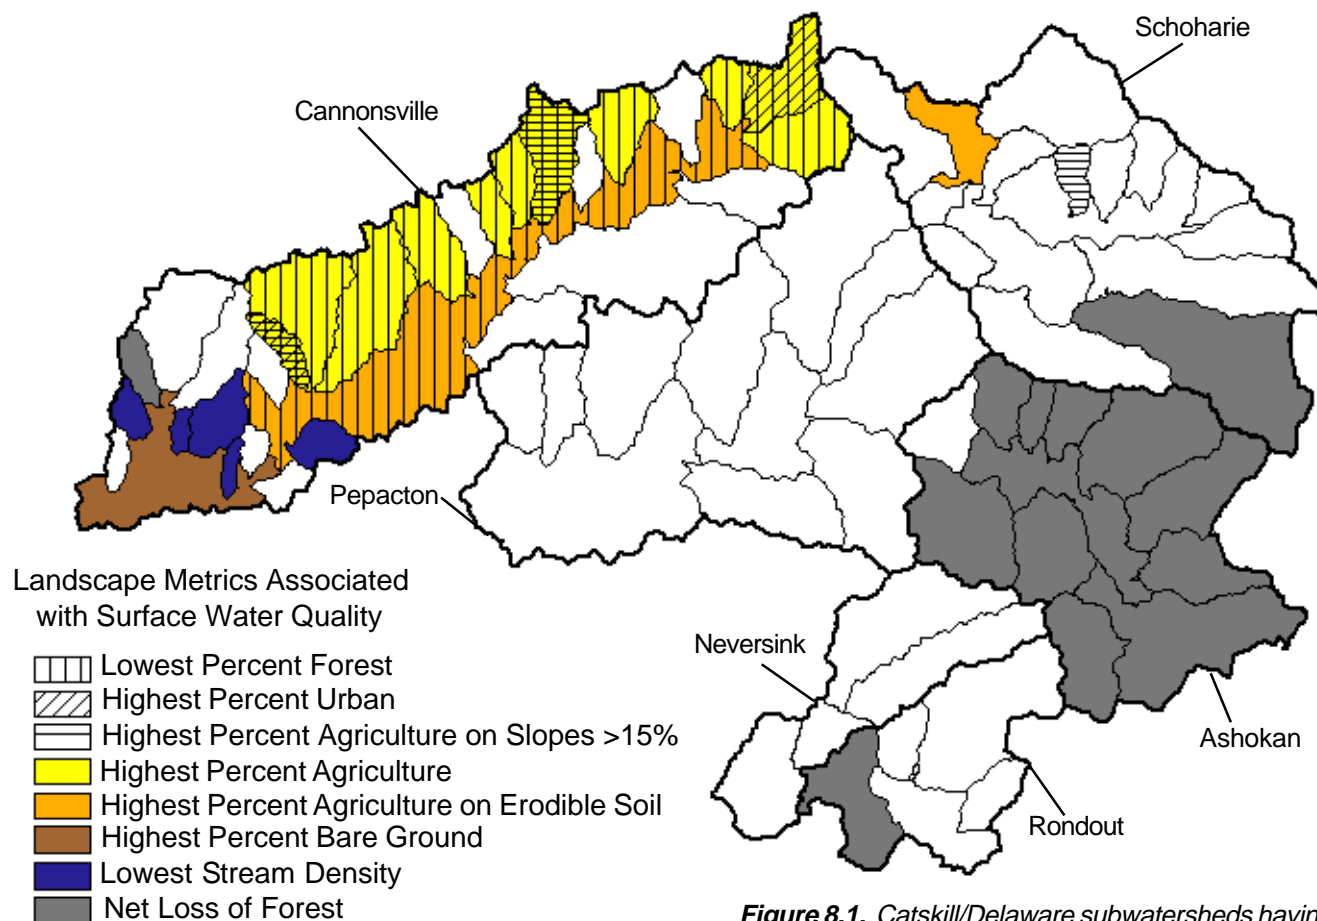 Schoharie
Cannonsville
Pepacton
Neversink
Ashokan
Rondout
Landscape Metrics Associated
with Surface Water Quality
Lowest Percent Forest
Highest Percent Urban
Highest Percent Agriculture on Slopes >15%
Highest Percent Agriculture
Highest Percent Agriculture on Erodible Soil
Highest Percent Bare Ground
Lowest Stream Density
Net Loss of Forest
Figure 8.1. Catskill/Delaware subwatersheds havin